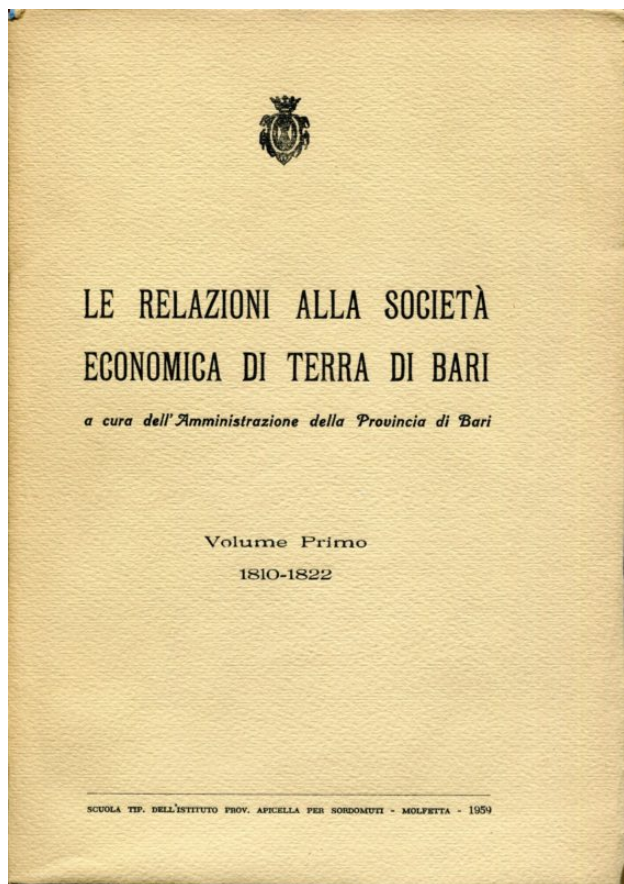 LE RELAZIONI ALLA SOCIETÀ
ECONOMICA DI TERRA DI BARI
a cura dell'Amministrazione della Provincia di Bari
Volume Primo
1810-1822
SCUOLA TIP. DELL'ISTITUTO PROV. APICELLA PER SORDOMUTI - MOLFETTA - 1959